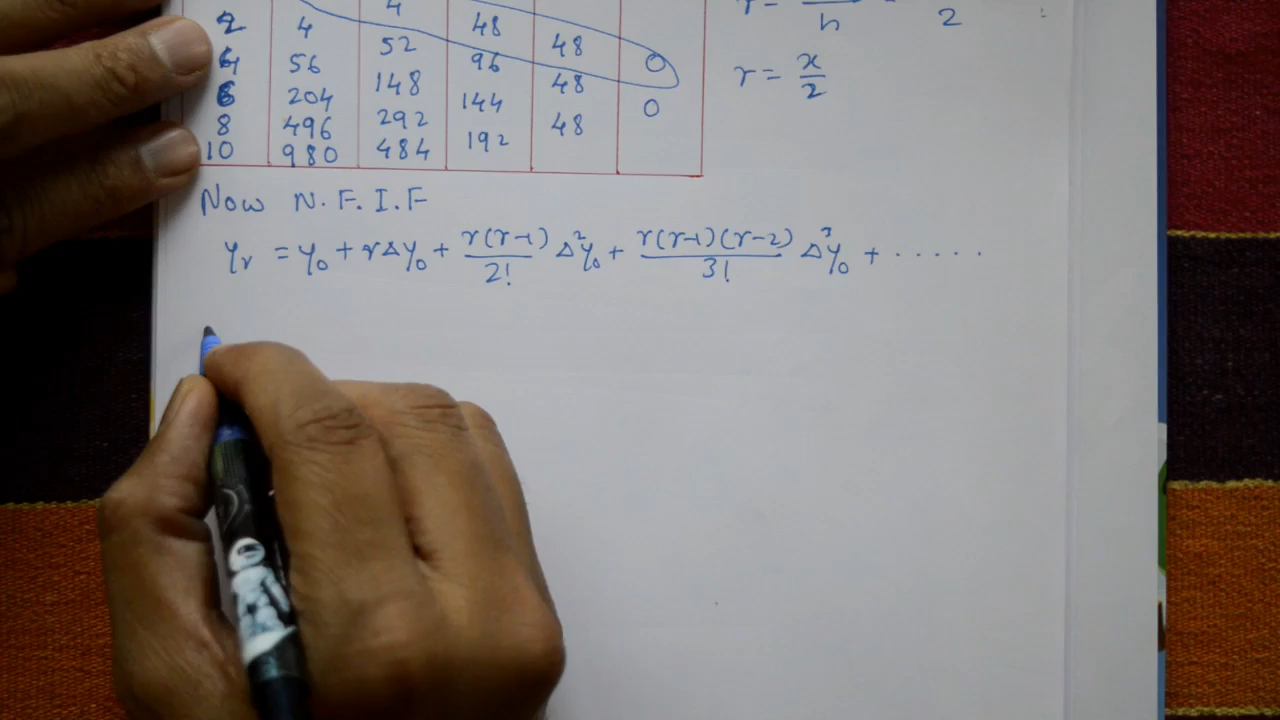 4
r = / h 2
2 4 48
52 48
4 56 96 0
148 48
r = x/2
6 204 144 0
8 496 292 48
10 980 484 192
Now N.F.I.F
yᵣ = y₀ + rΔy₀ + r(r-1)/2! Δ²y₀ + r(r-1)(r-2)/3! Δ³y₀ + .....